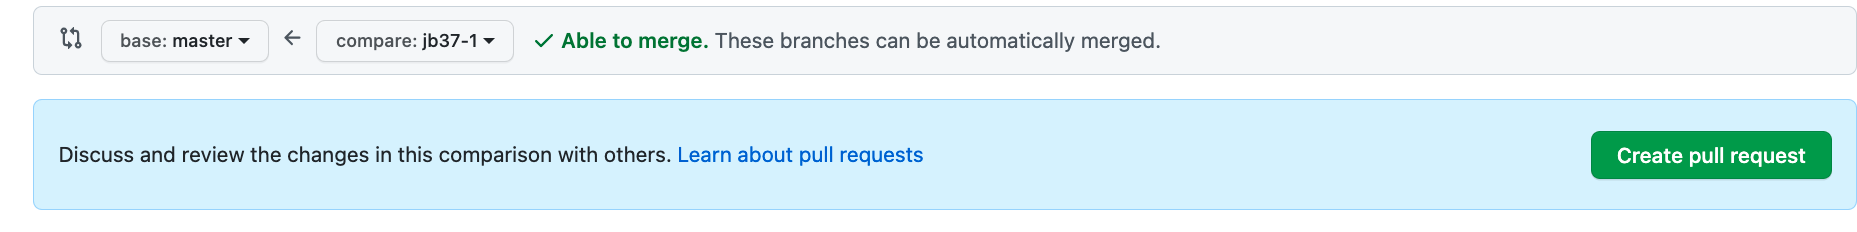 base: master compare: jb37-1 Able to merge. These branches can be automatically merged.
Discuss and review the changes in this comparison with others. Learn about pull requests Create pull request